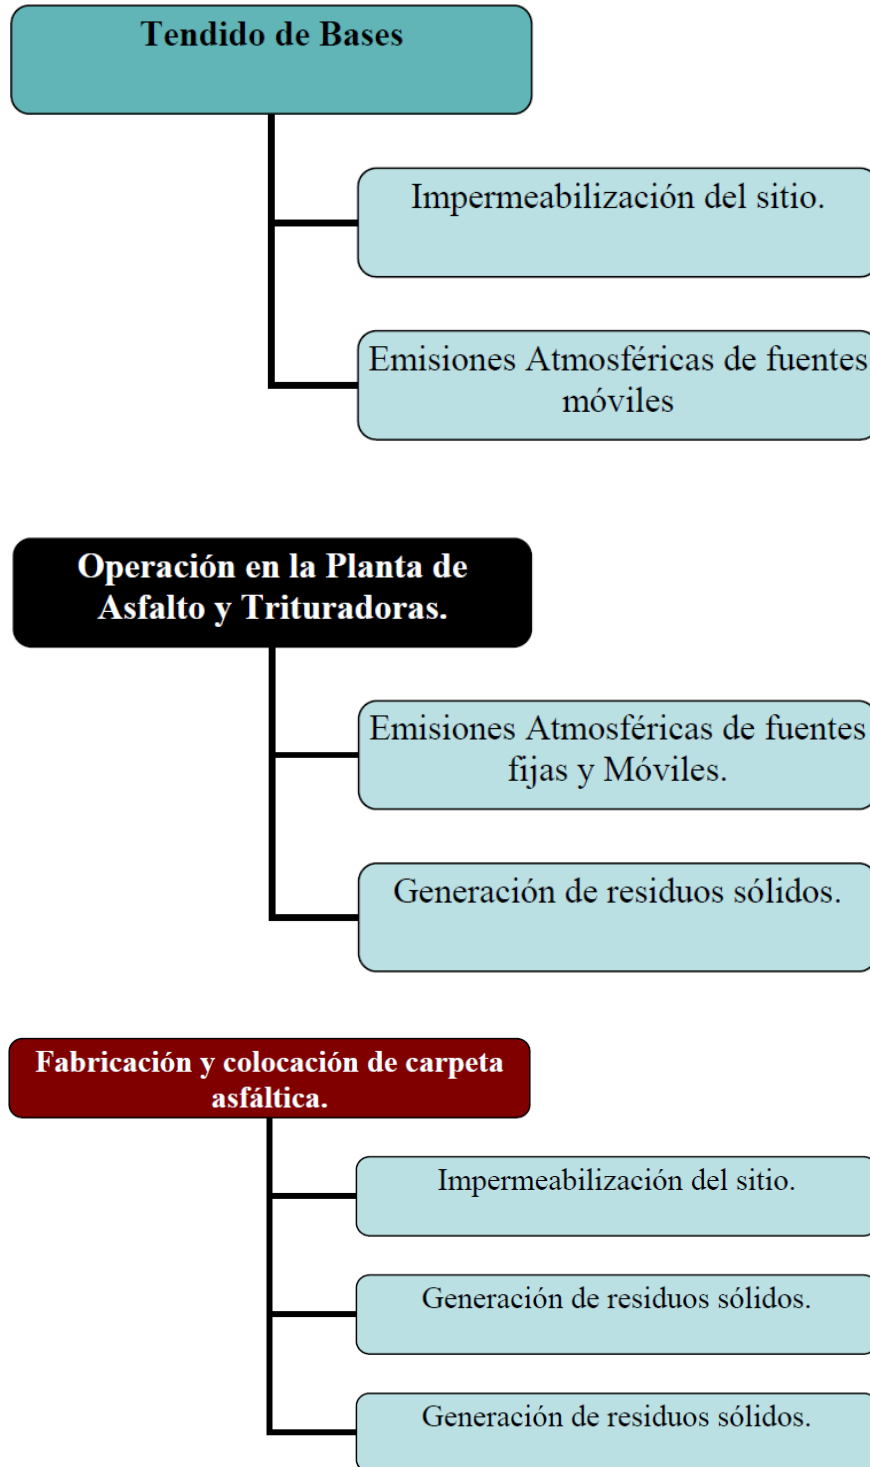 Tendido de Bases
Impermeabilización del sitio.
Emisiones Atmosféricas de fuentes
móviles
Operación en la Planta de
Asfalto y Trituradoras.
Emisiones Atmosféricas de fuentes
fijas y Móviles.
Generación de residuos sólidos.
Fabricación y colocación de carpeta
asfáltica.
Impermeabilización del sitio.
Generación de residuos sólidos.
Generación de residuos sólidos.